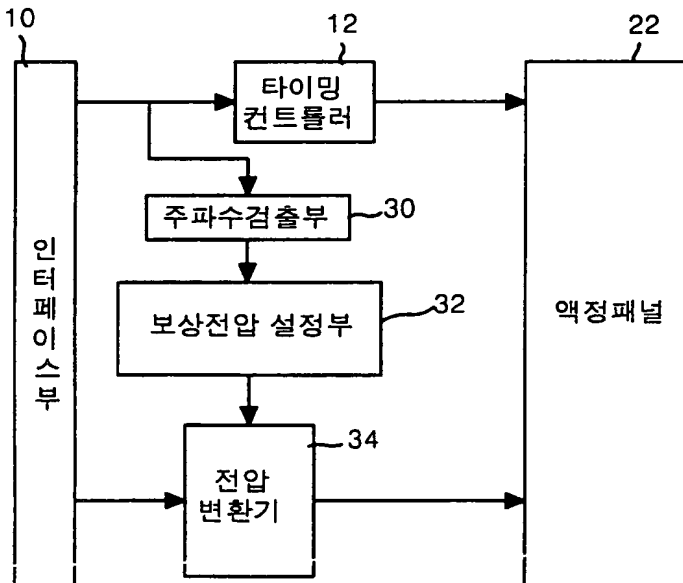 10
12
22
타이밍
컨트롤러
주파수검출부
30
인터페이스부
보상전압 설정부
32
액정패널
34
전압
변환기